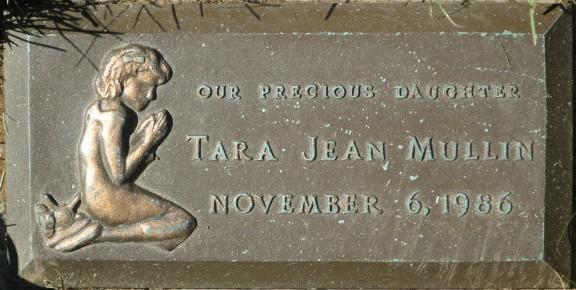 OUR PRECIOUS DAUGHTER
TARA JEAN MULLIN
NOVEMBER 6, 1986